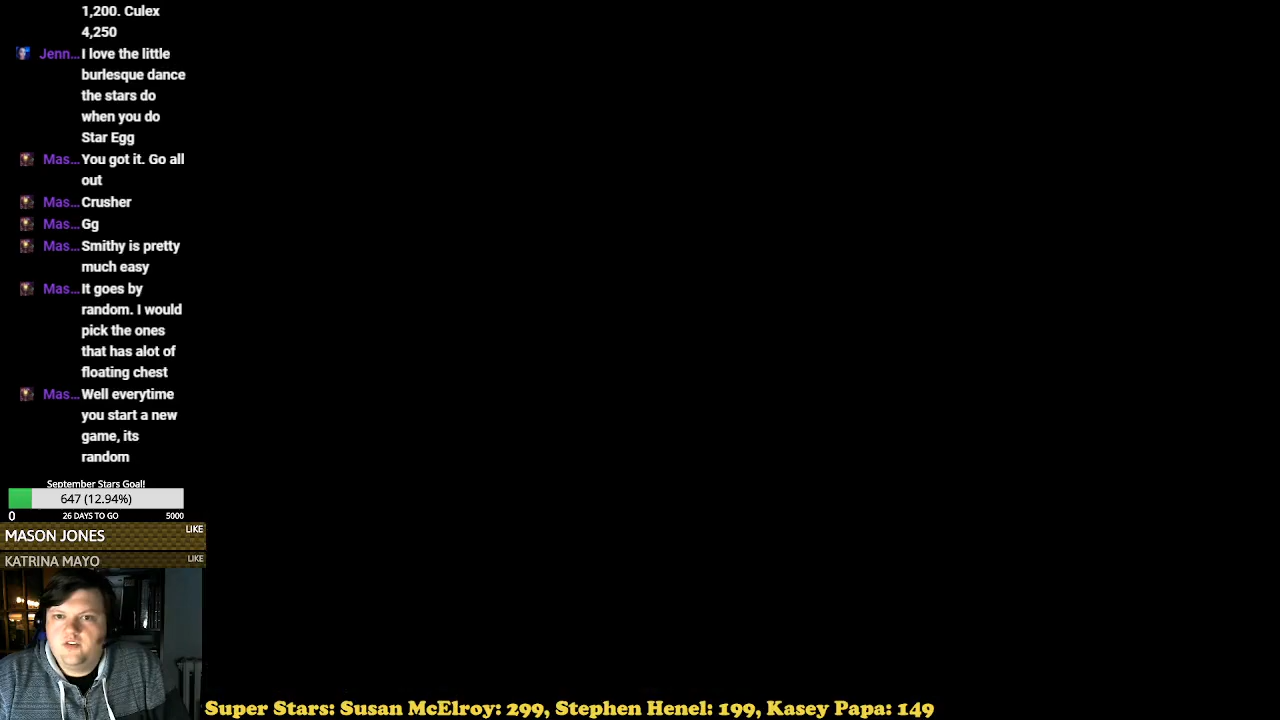 1,200. Culex
4,250
Jenn... I love the little
burlesque dance
the stars do
when you do
Star Egg
Mas... You got it. Go all
out
Mas... Crusher
Mas... Gg
Mas... Smithy is pretty
much easy
Mas... It goes by
random. I would
pick the ones
that has alot of
floating chest
Mas... Well everytime
you start a new
game, its
random
September Stars Goal!
647 (12.94%)
0 26 DAYS TO GO 5000
MASON JONES LIKE
KATRINA MAYO LIKE
Super Stars: Susan McElroy: 299, Stephen Henel: 199, Kasey Papa: 149